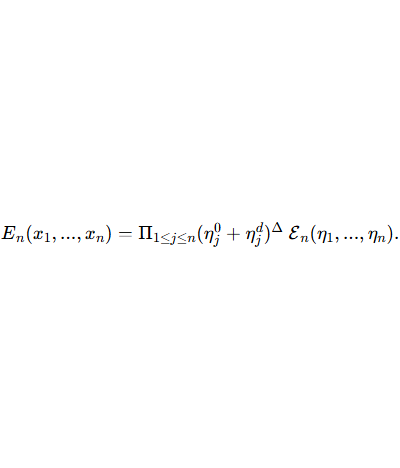 E_n(x_1, ..., x_n) = Π_{1≤j≤n}(η_j^0 + η_j^d)^Δ ℰ_n(η_1, ..., η_n).